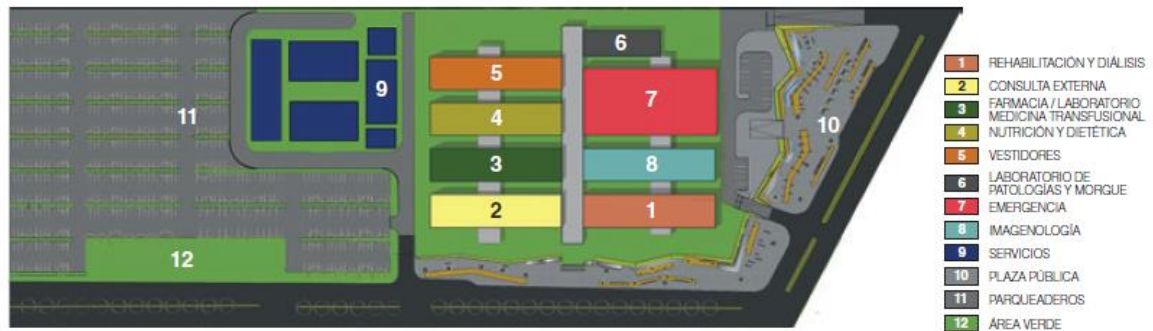 6
5
9
7
4
11
10
3
8
2
1
12
1 REHABILITACIÓN Y DIÁLISIS
2 CONSULTA EXTERNA
3 FARMACIA / LABORATORIO
MEDICINA TRANSFUSIONAL
4 NUTRICIÓN Y DIETÉTICA
5 VESTIDORES
6 LABORATORIO DE
PATOLOGÍAS Y MORGUE
7 EMERGENCIA
8 IMAGENOLOGÍA
9 SERVICIOS
10 PLAZA PÚBLICA
11 PARQUEADEROS
12 ÁREA VERDE